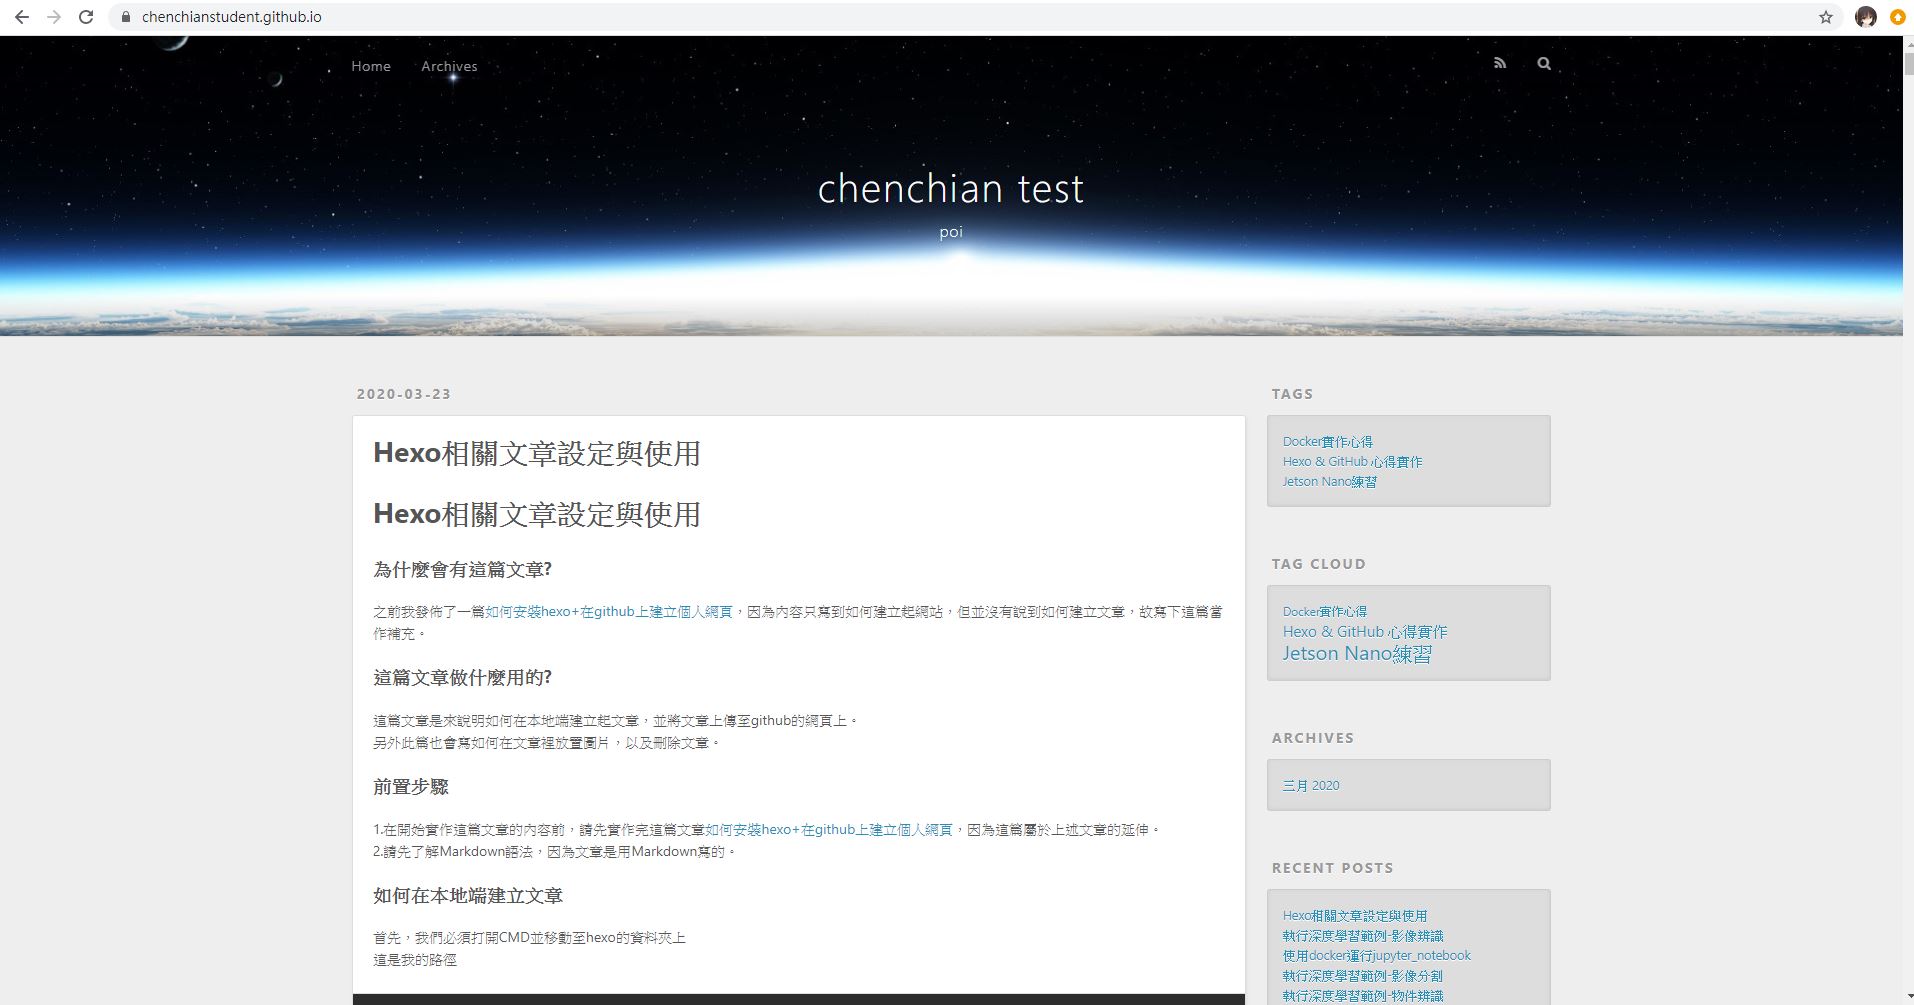 chenchianstudent.github.io
Home Archives
chenchian test
poi
2020-03-23
Hexo相關文章設定與使用
Hexo相關文章設定與使用
為什麼會有這篇文章?
之前我發佈了一篇如何安裝hexo+在github上建立個人網頁，因為內容只寫到如何建立起網站，但並沒有說到如何建立文章，故寫下這篇當
作補充。
這篇文章做什麼用的?
這篇文章是來說明如何在本地端建立起文章，並將文章上傳至github的網頁上。
另外此篇也會寫如何在文章裡放置圖片，以及刪除文章。
前置步驟
1.在開始實作這篇文章的內容前，請先實作完這篇文章如何安裝hexo+在github上建立個人網頁，因為這篇屬於上述文章的延伸。
2.請先了解Markdown語法，因為文章是用Markdown寫的。
如何在本地端建立文章
首先，我們必須打開CMD並移動至hexo的資料夾上
這是我的路徑
TAGS
Docker實作心得
Hexo & GitHub 心得實作
Jetson Nano練習
TAG CLOUD
Docker實作心得
Hexo & GitHub 心得實作
Jetson Nano練習
ARCHIVES
三月 2020
RECENT POSTS
Hexo相關文章設定與使用
執行深度學習範例-影像辨識
使用docker運行jupyter_notebook
執行深度學習範例-影像分割
執行深度學習範例-物件辨識